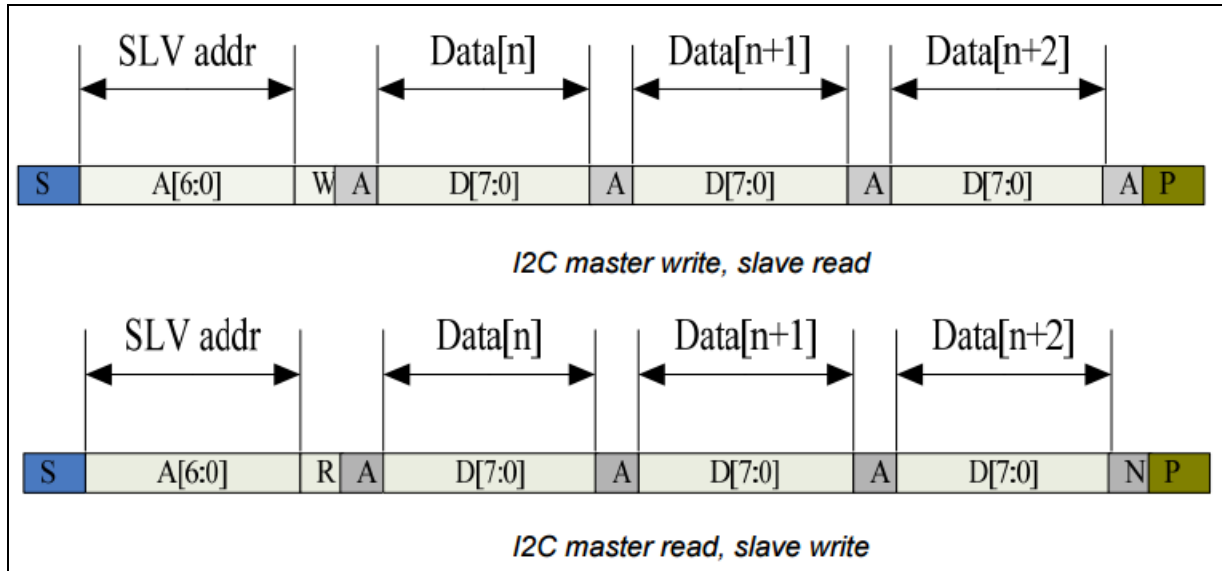 SLV addr Data[n] Data[n+1] Data[n+2]
S A[6:0] W A D[7:0] A D[7:0] A D[7:0] A P
I2C master write, slave read
SLV addr Data[n] Data[n+1] Data[n+2]
S A[6:0] R A D[7:0] A D[7:0] A D[7:0] N P
I2C master read, slave write